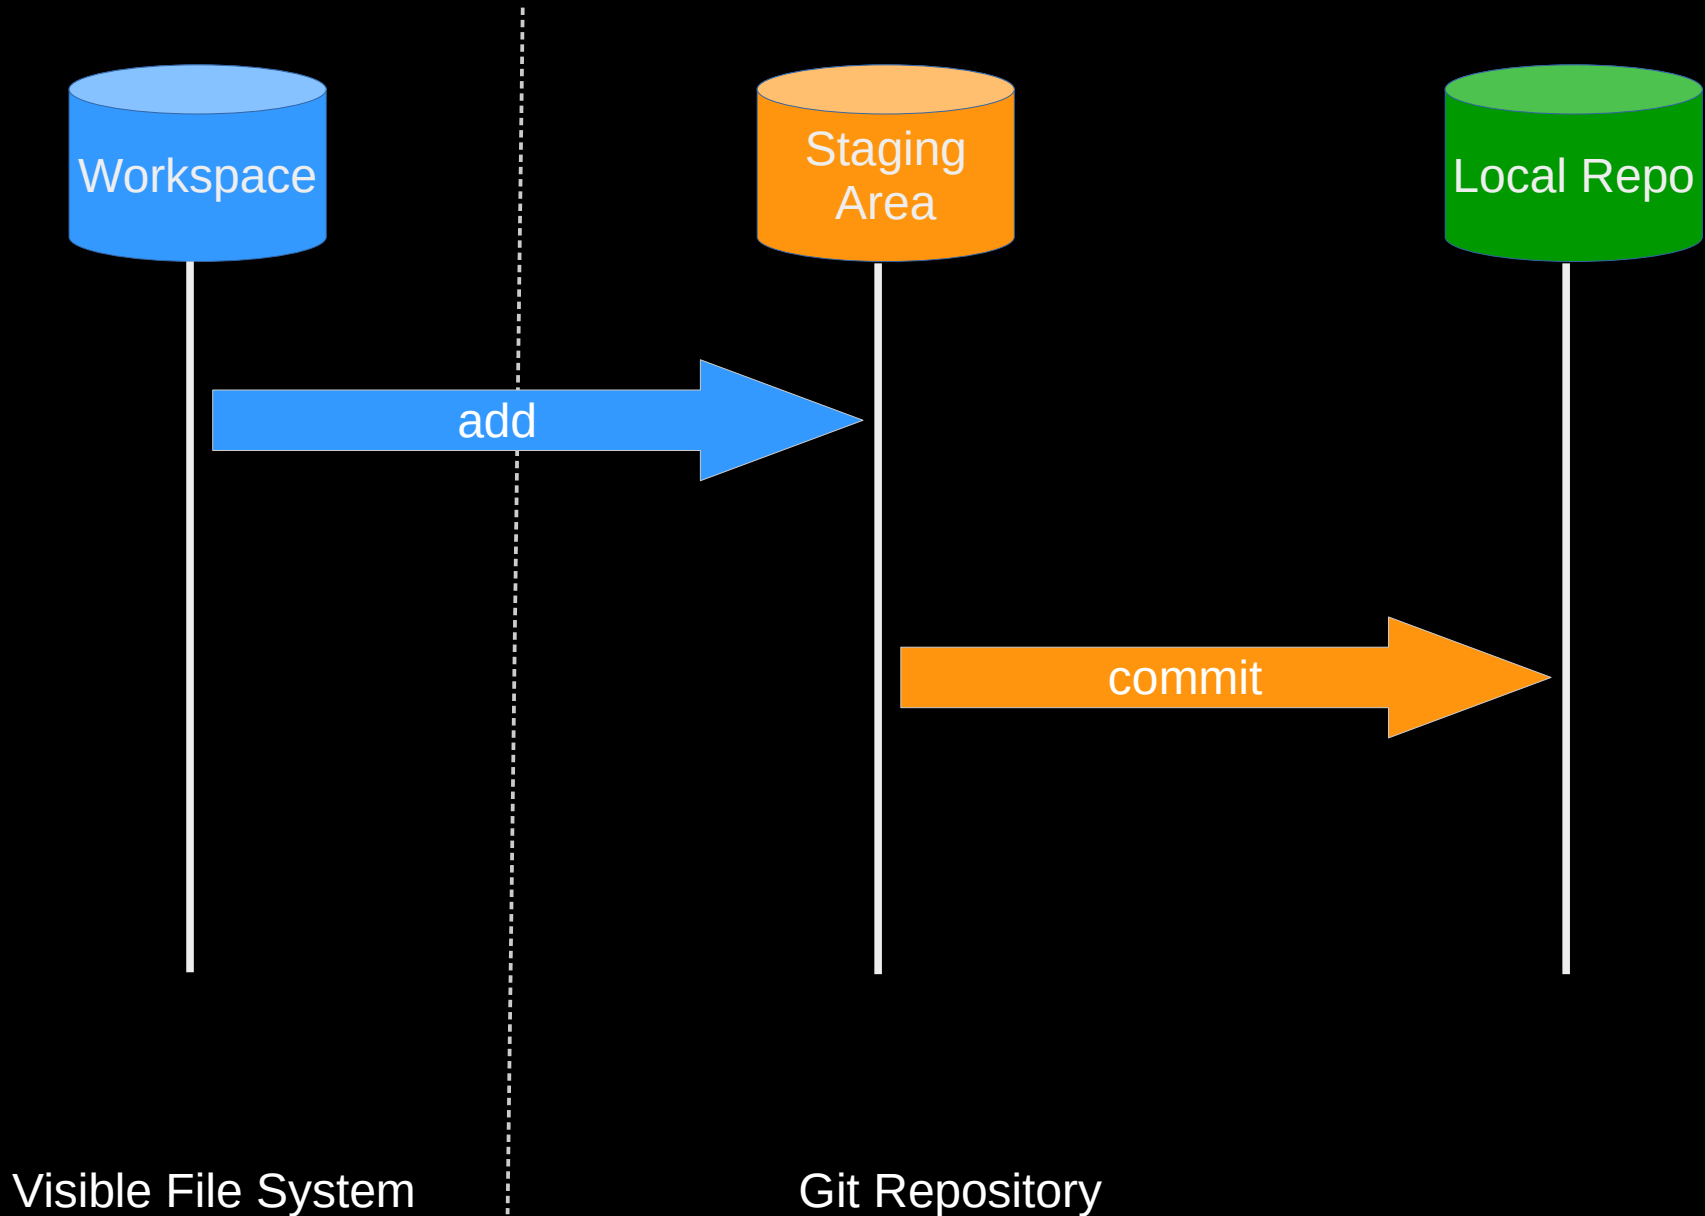 Workspace
Staging
Area
Local Repo
add
commit
Visible File System
Git Repository